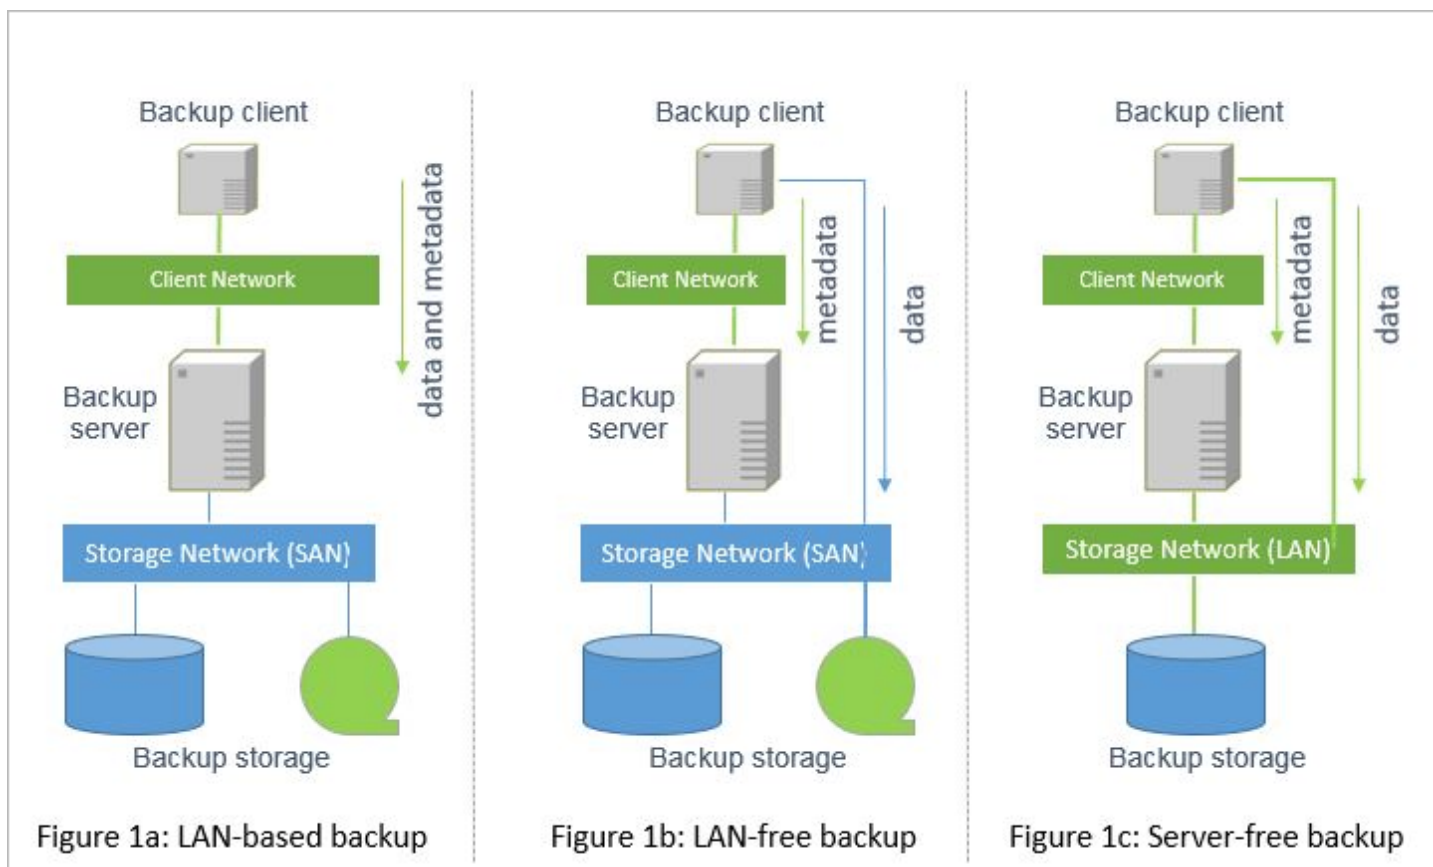 Backup client
Client Network
data and metadata
Backup
server
Storage Network (SAN)
Backup storage
Figure 1a: LAN-based backup
Backup client
Client Network
metadata
data
Backup
server
Storage Network (SAN)
Backup storage
Figure 1b: LAN-free backup
Backup client
Client Network
metadata
data
Backup
server
Storage Network (LAN)
Backup storage
Figure 1c: Server-free backup